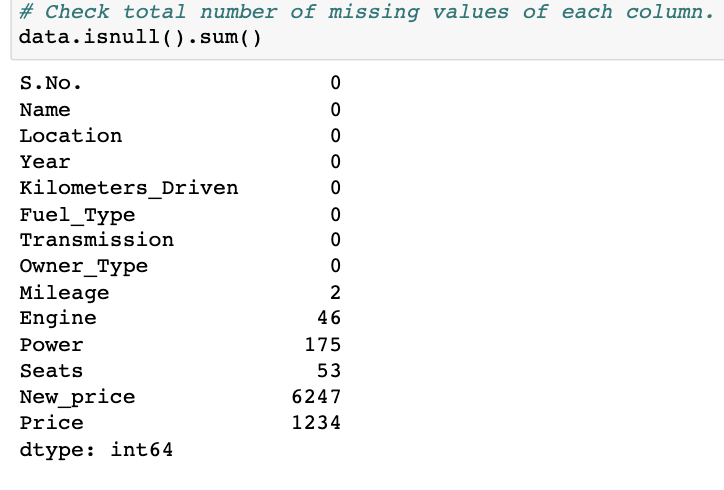 # Check total number of missing values of each column.
data.isnull().sum()
S.No. 0
Name 0
Location 0
Year 0
Kilometers_Driven 0
Fuel_Type 0
Transmission 0
Owner_Type 0
Mileage 2
Engine 46
Power 175
Seats 53
New_price 6247
Price 1234
dtype: int64